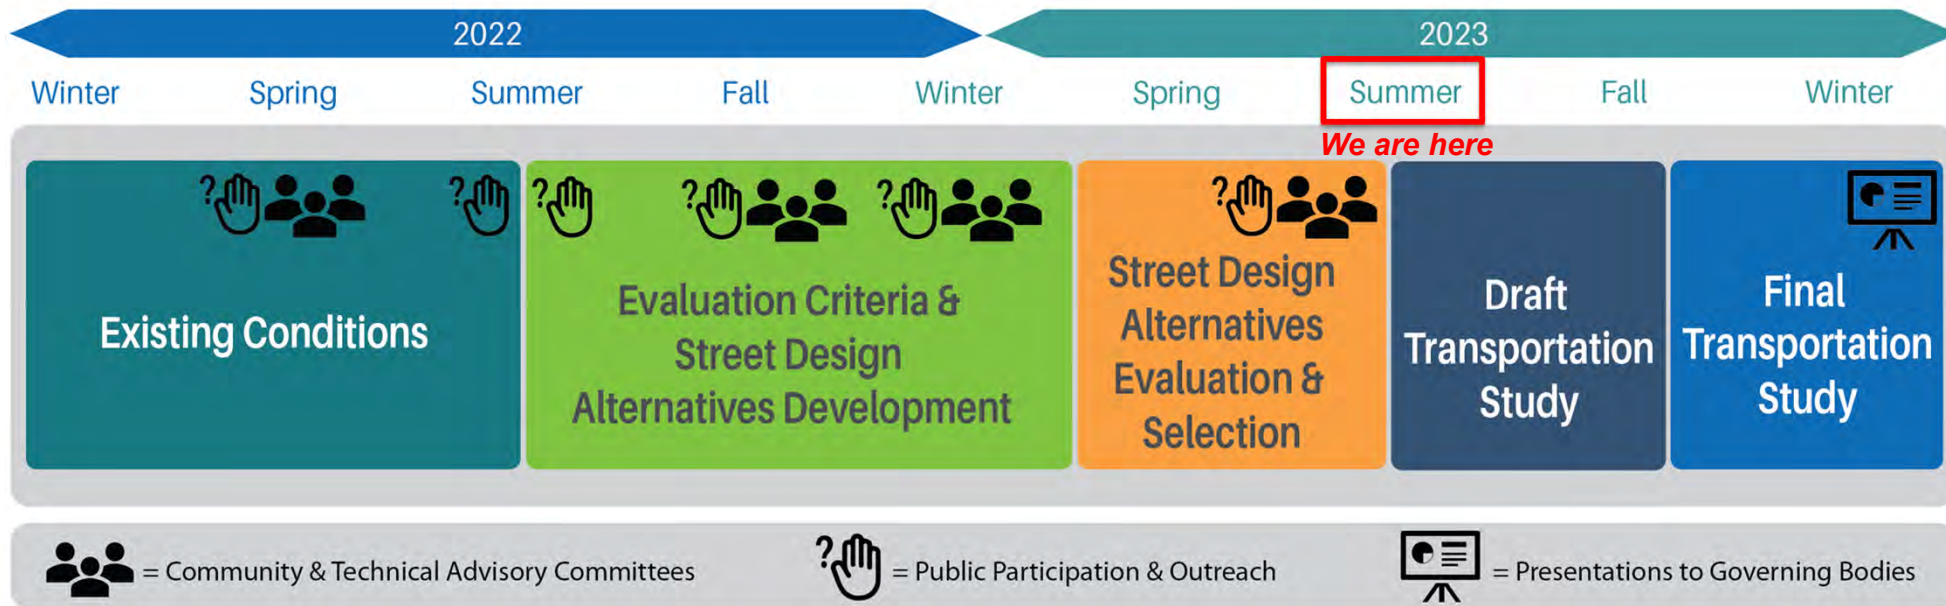 2022
2023
Winter
Spring
Summer
Fall
Winter
Spring
Summer
Fall
Winter
We are here
?
?
?
?
?
?
Existing Conditions
Evaluation Criteria &
Street Design
Alternatives Development
Street Design
Alternatives
Evaluation &
Selection
Draft
Transportation
Study
Final
Transportation
Study
= Community & Technical Advisory Committees
?
= Public Participation & Outreach
= Presentations to Governing Bodies